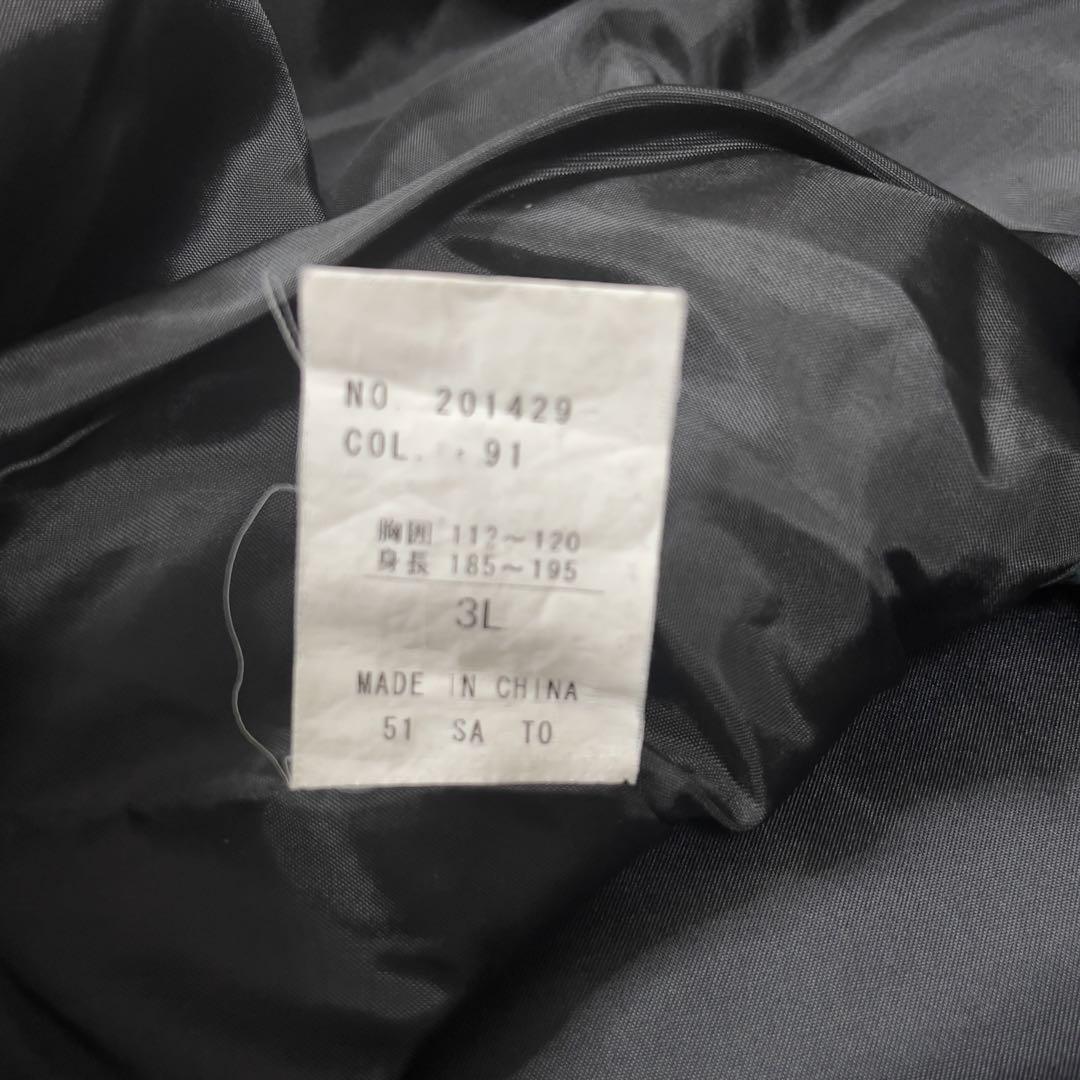 NO. 201429
COL. 91
胸囲 112～120
身長 185～195
3L
MADE IN CHINA
51 SA TO